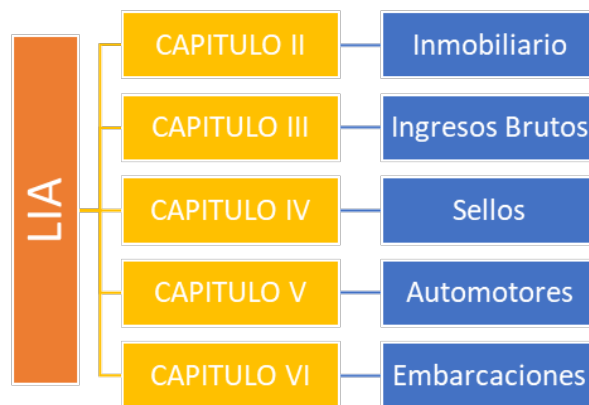 LIA
CAPITULO II
Inmobiliario
CAPITULO III
Ingresos Brutos
CAPITULO IV
Sellos
CAPITULO V
Automotores
CAPITULO VI
Embarcaciones